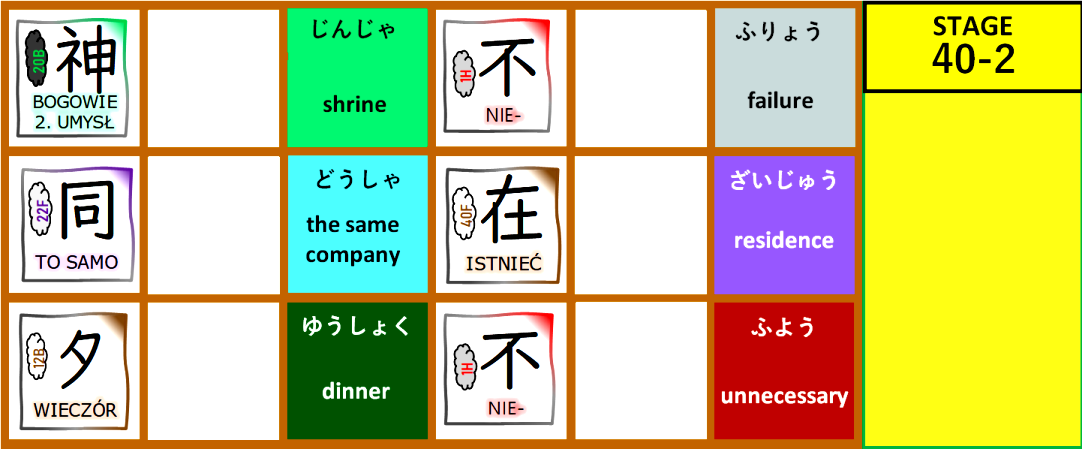 20B
神
BOGOWIE
2. UMYSŁ
じんじゃ
shrine
1H
不
NIE-
ふりょう
failure
STAGE
40-2
22F
同
TO SAMO
どうしゃ
the same
company
40F
在
ISTNIEĆ
ざいじゅう
residence
12B
夕
WIECZÓR
ゆうしょく
dinner
1H
不
NIE-
ふよう
unnecessary